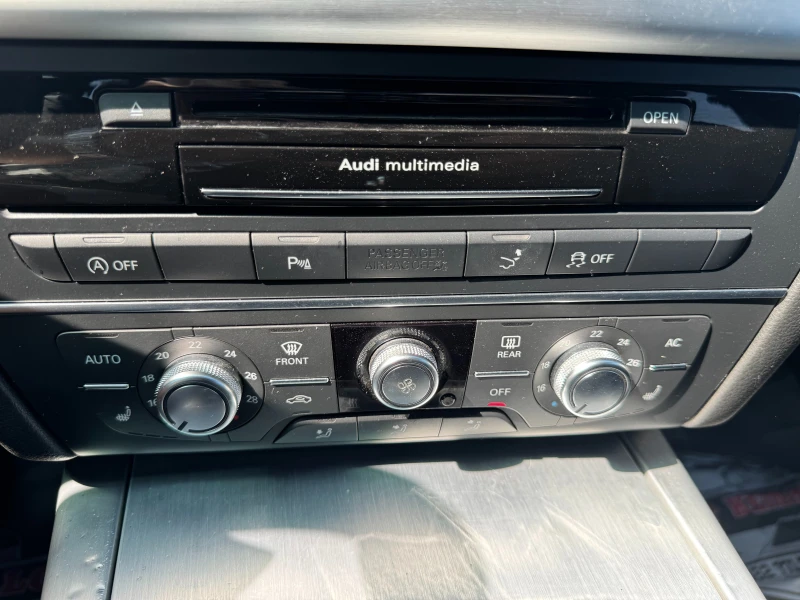 OPEN
Audi multimedia
A OFF
P
PASSENGER
AIRBAG OFF
OFF
AUTO
20 22 24
18 26
16 28
FRONT
REAR
OFF
22
20 24
18 26
16
AC